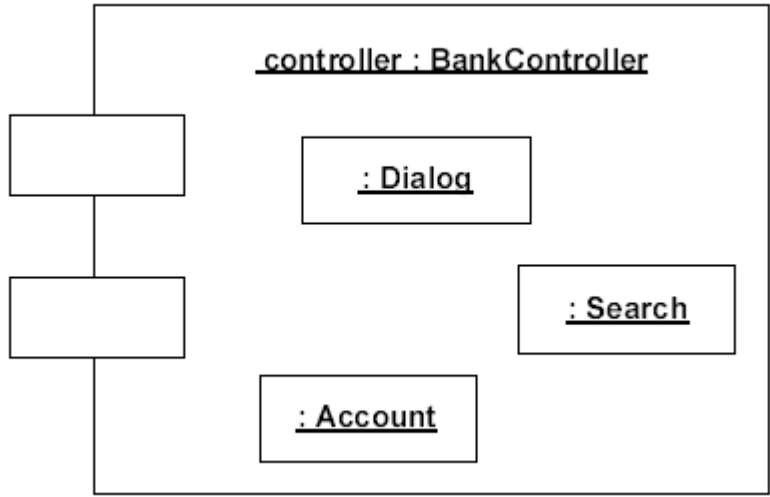 controller : BankController
: Dialog
: Search
: Account